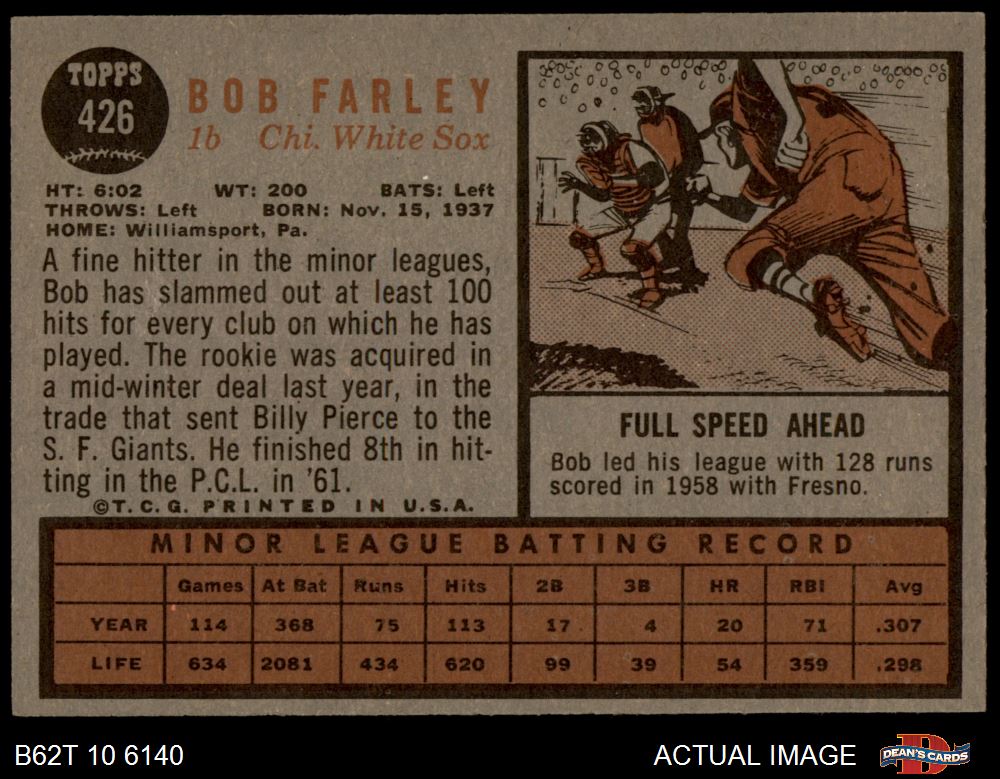 TOPPS
426
BOB FARLEY
1b Chi. White Sox
HT: 6:02 WT: 200 BATS: Left
THROWS: Left BORN: Nov. 15, 1937
HOME: Williamsport, Pa.
A fine hitter in the minor leagues,
Bob has slammed out at least 100
hits for every club on which he has
played. The rookie was acquired in
a mid-winter deal last year, in the
trade that sent Billy Pierce to the
S. F. Giants. He finished 8th in hit-
ting in the P.C.L. in '61.
©T. C. G. PRINTED IN U.S.A.
FULL SPEED AHEAD
Bob led his league with 128 runs
scored in 1958 with Fresno.
MINOR LEAGUE BATTING RECORD
Games At Bat Runs Hits 2B 3B HR RBI Avg
YEAR 114 368 75 113 17 4 20 71 .307
LIFE 634 2081 434 620 99 39 54 359 .298
B62T 10 6140
ACTUAL IMAGE
D
DEAN'S CARDS